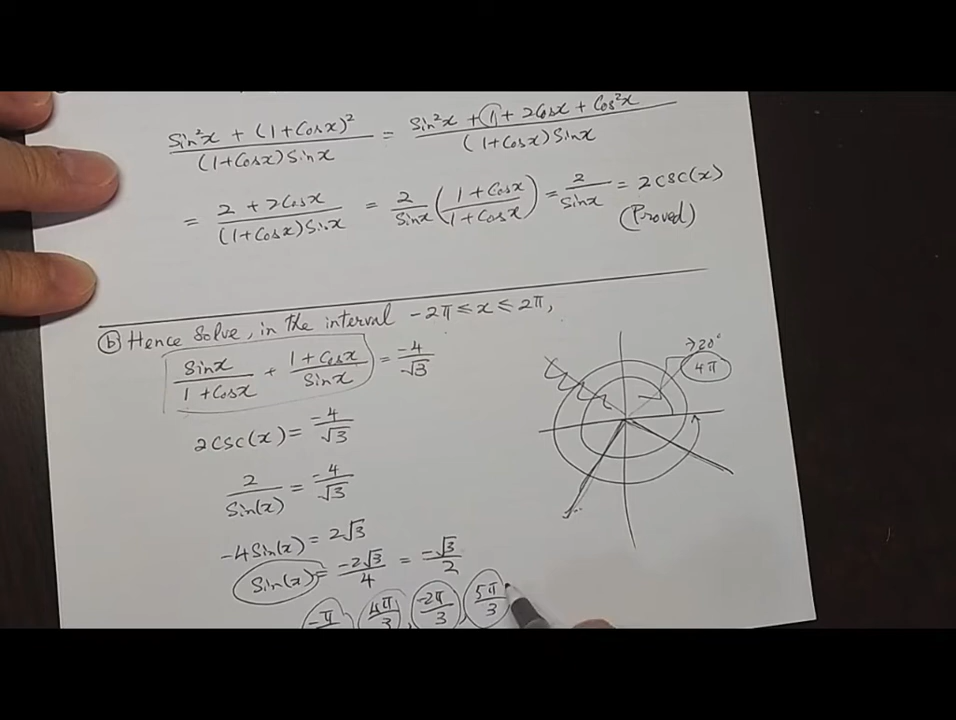 (Sin²x + (1+Cosx)²)/((1+Cosx)Sinx) = (Sin²x + 1 + 2Cosx + Cos²x)/((1+Cosx)Sinx)
= (2 + 2Cosx)/((1+Cosx)Sinx) = 2/Sinx ((1+Cosx)/(1+Cosx)) = 2/Sinx = 2csc(x)
(Proved)
ⓑ Hence Solve, in the interval -2π ≤ x ≤ 2π,
Sinx/(1+Cosx) + (1+Cosx)/Sinx = -4/√3
2csc(x) = -4/√3
2/Sin(x) = -4/√3
-4Sin(x) = 2√3
Sin(x) = -2√3/4 = -√3/2
-π, 4π/3, -2π/3, 5π/3
720°
4π